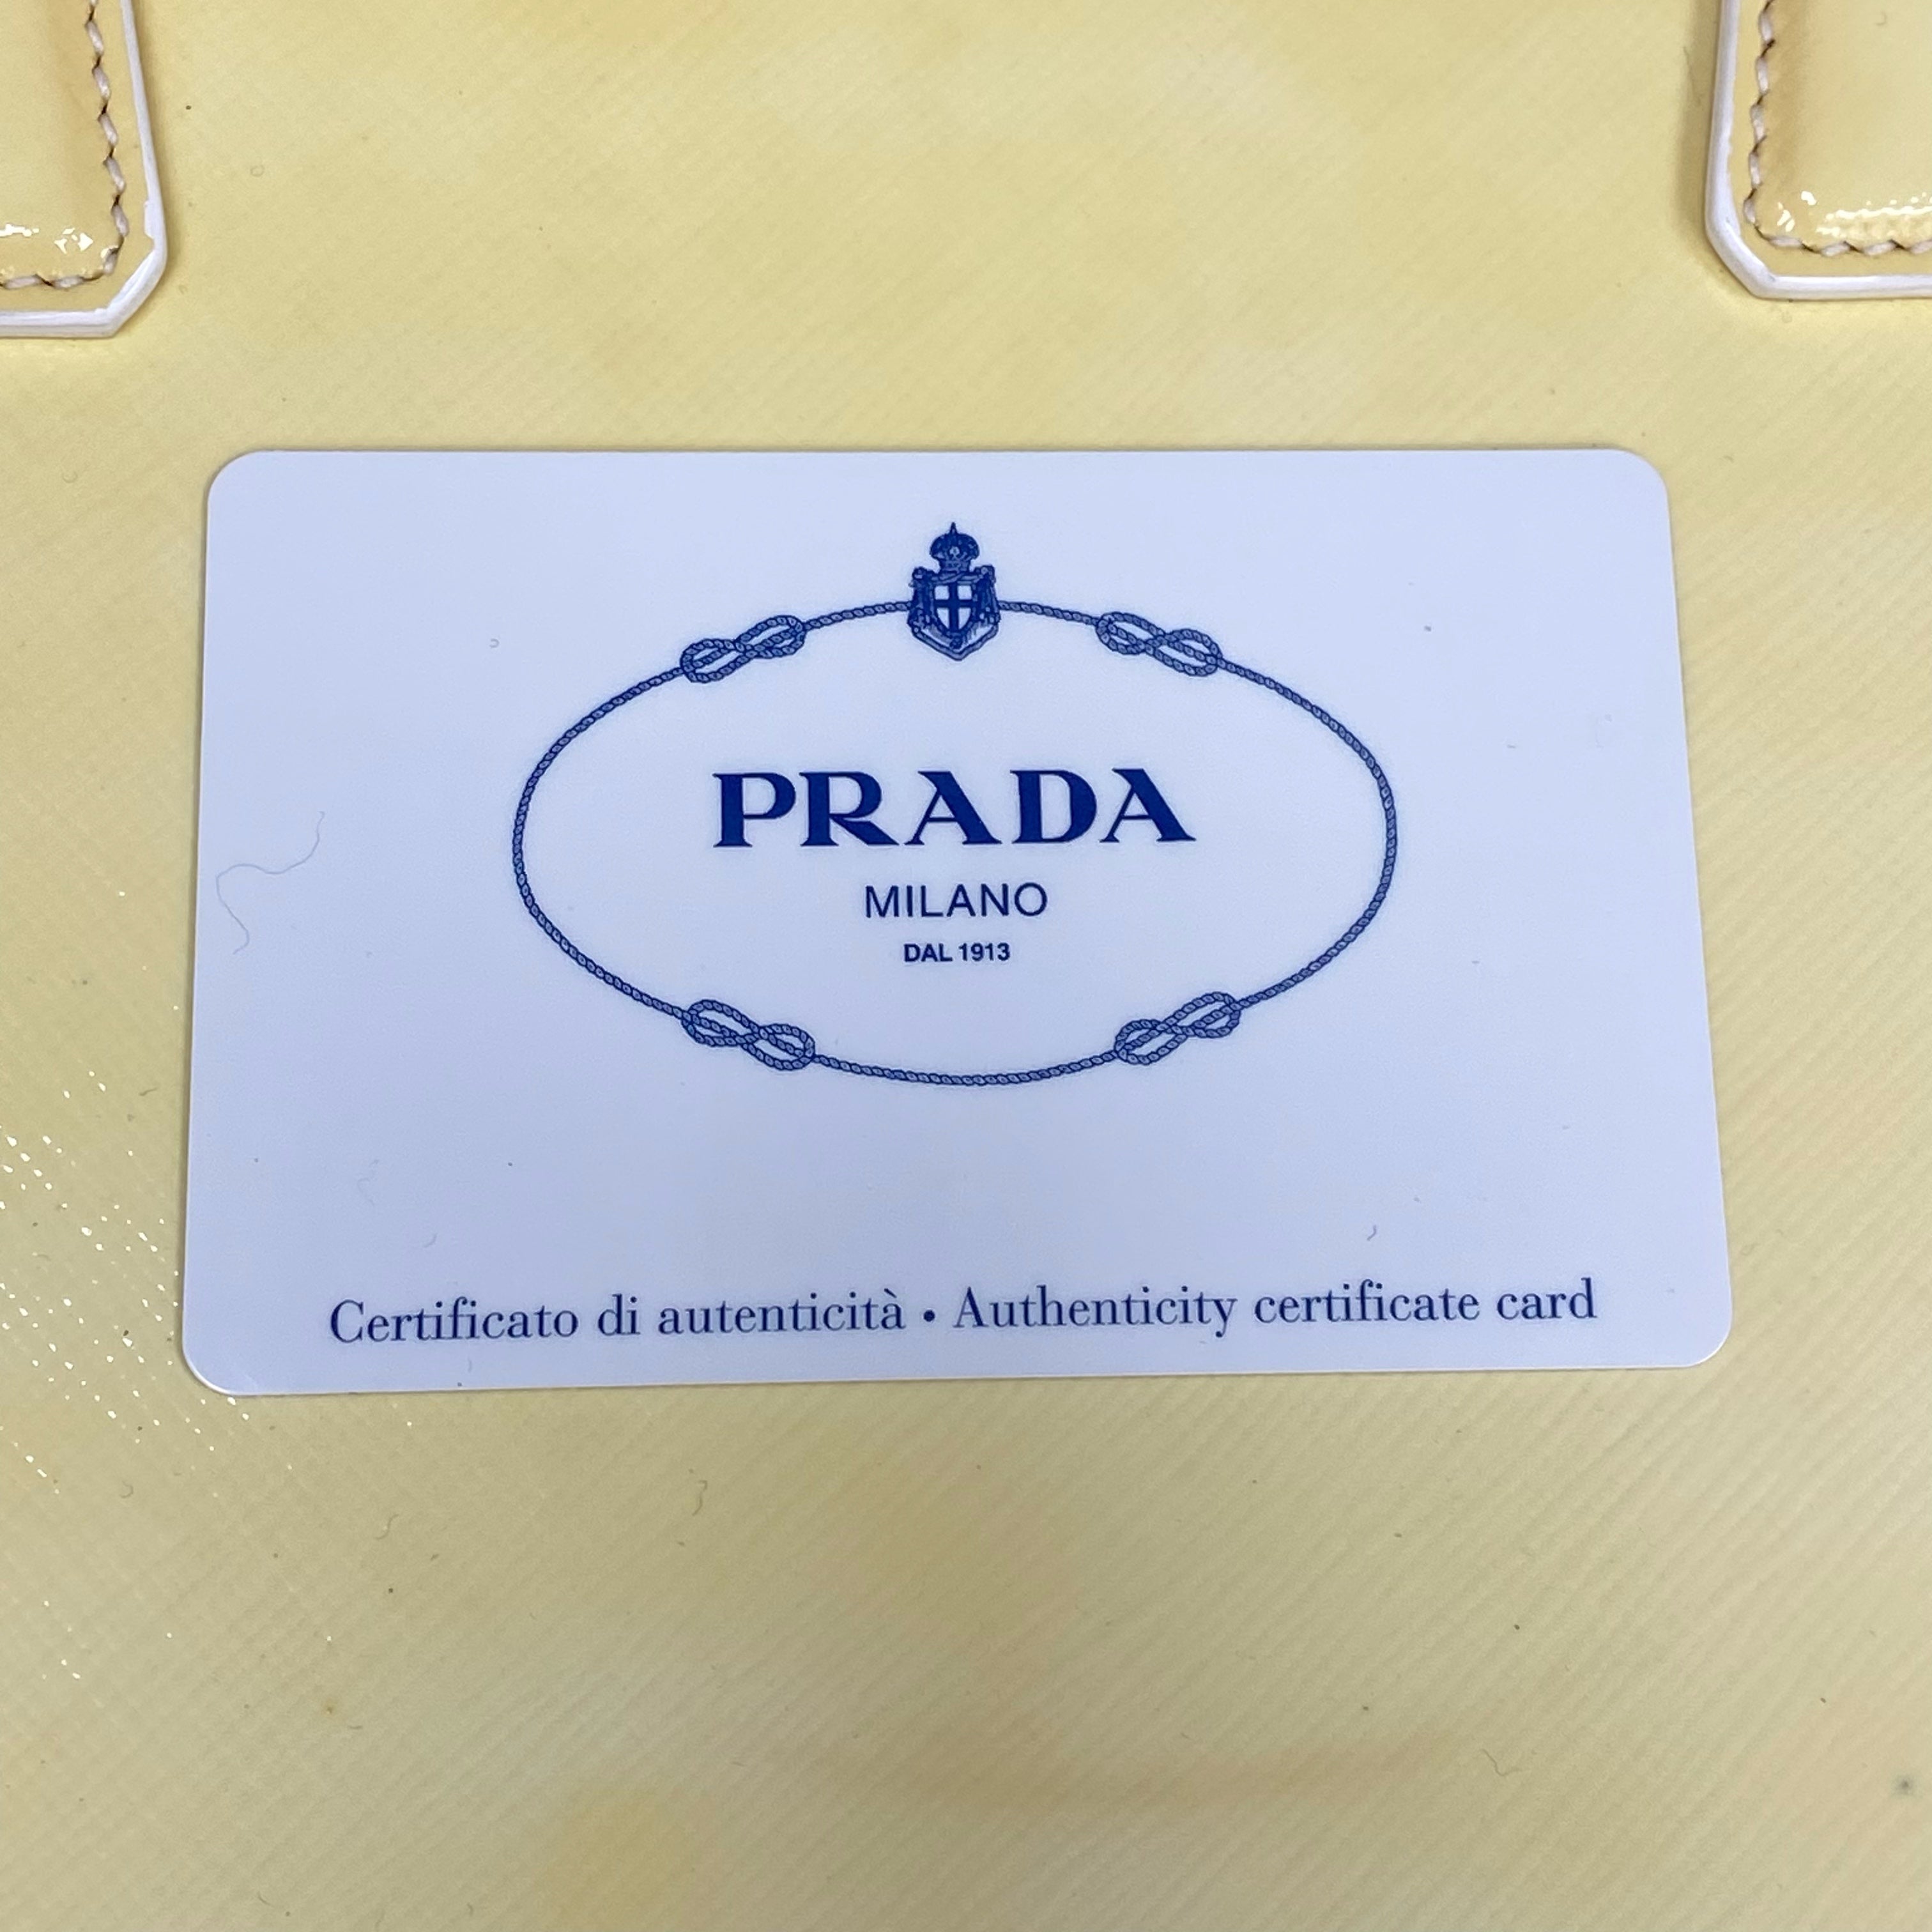 PRADA
MILANO
DAL 1913
Certificato di autenticità • Authenticity certificate card